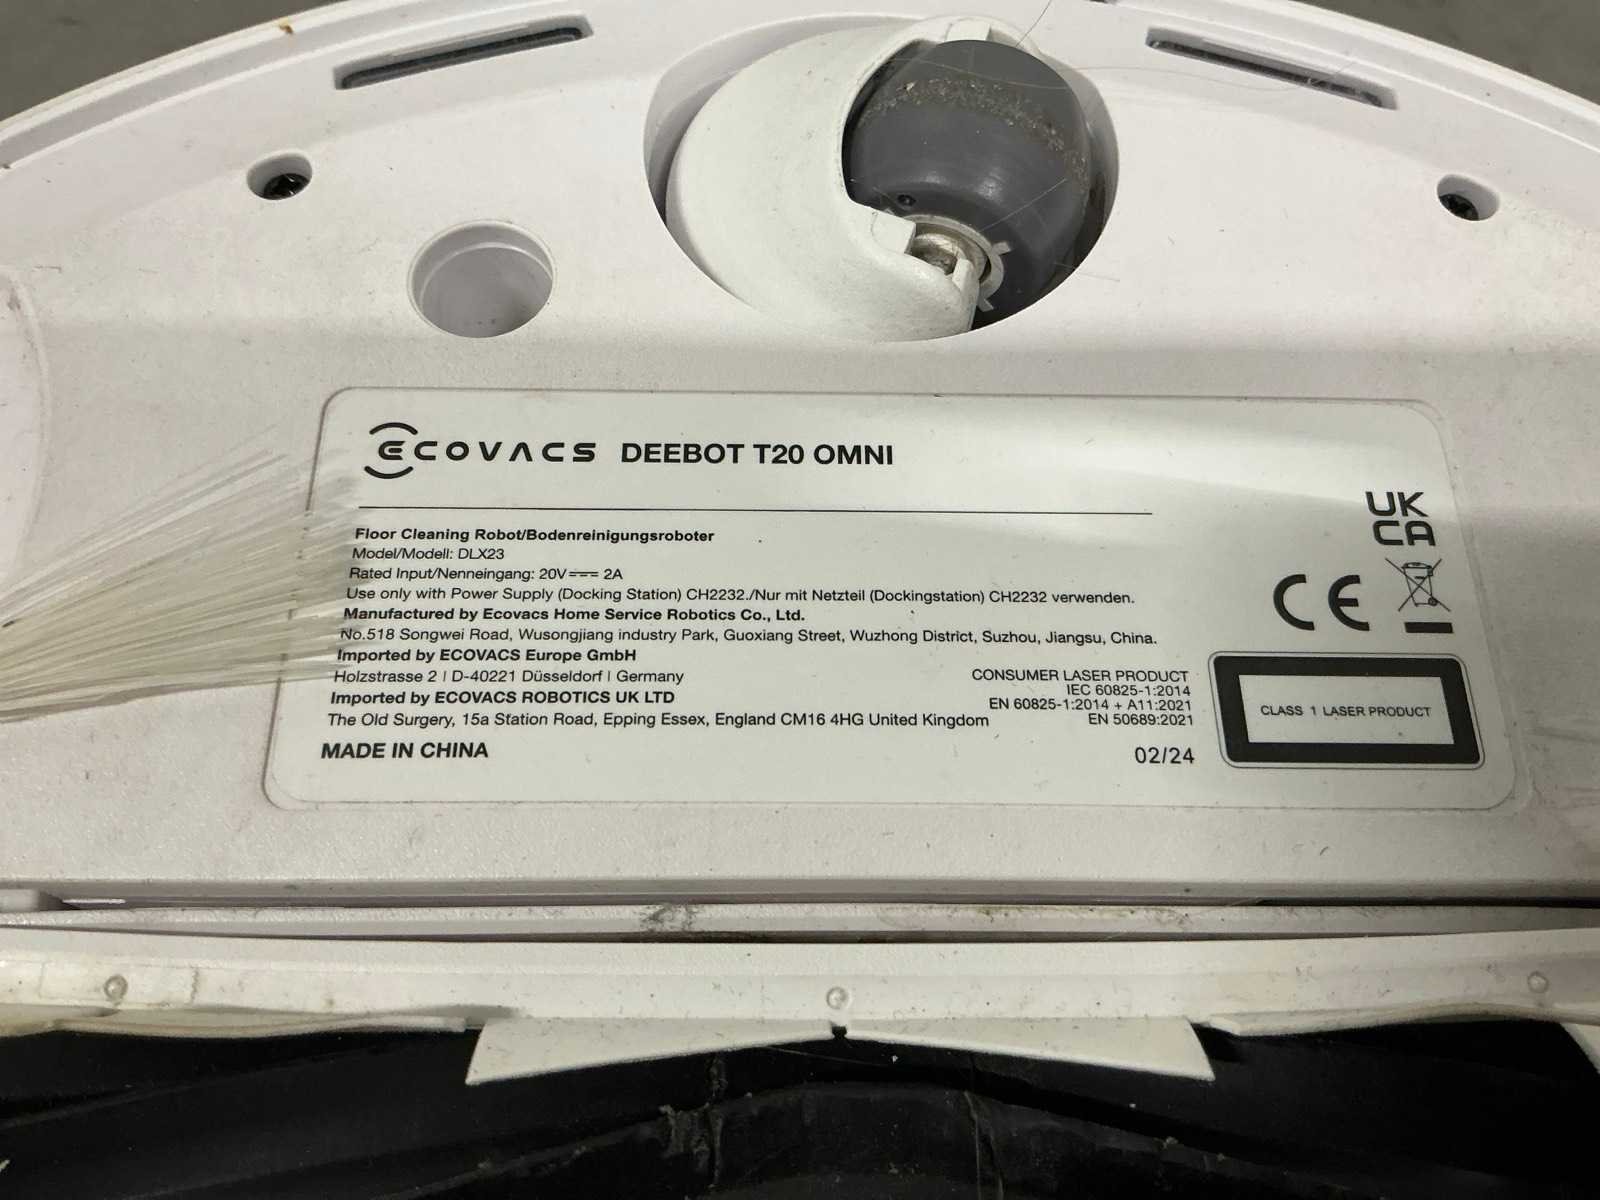 ECOVACS DEEBOT T20 OMNI
Floor Cleaning Robot/Bodenreinigungsroboter
Model/Modell: DLX23
Rated Input/Nenneingang: 20V⎓ 2A
Use only with Power Supply (Docking Station) CH2232./Nur mit Netzteil (Dockingstation) CH2232 verwenden.
Manufactured by Ecovacs Home Service Robotics Co., Ltd.
No.518 Songwei Road, Wusongjiang industry Park, Guoxiang Street, Wuzhong District, Suzhou, Jiangsu, China.
Imported by ECOVACS Europe GmbH
Holzstrasse 2 I D-40221 Düsseldorf I Germany
Imported by ECOVACS ROBOTICS UK LTD
The Old Surgery, 15a Station Road, Epping Essex, England CM16 4HG United Kingdom
MADE IN CHINA
CONSUMER LASER PRODUCT
IEC 60825-1:2014
EN 60825-1:2014 + A11:2021
EN 50689:2021
02/24
UK
CA
CE
CLASS 1 LASER PRODUCT